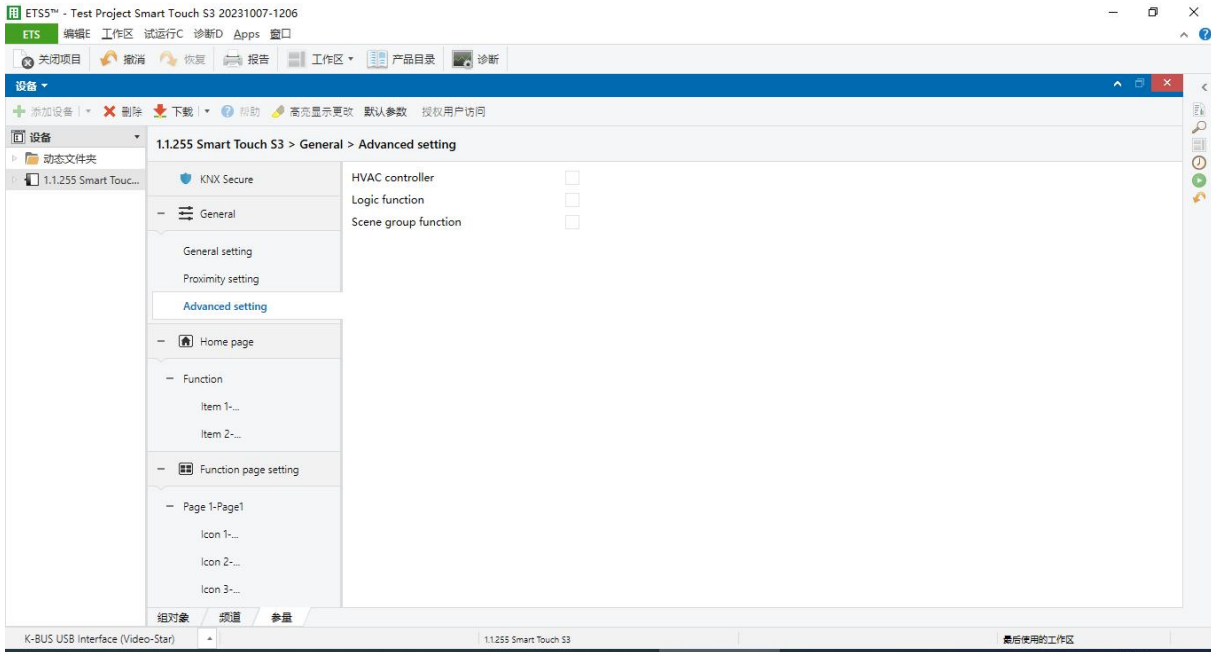 ETS5™ - Test Project Smart Touch S3 20231007-1206
ETS 编辑E 工作区 试运行C 诊断D Apps 窗口
关闭项目 撤消 恢复 报告 工作区 产品目录 诊断
设备
添加设备 删除 下载 帮助 高亮显示更改 默认参数 授权用户访问
设备
动态文件夹
1.1.255 Smart Touc...
1.1.255 Smart Touch S3 > General > Advanced setting
KNX Secure
General
General setting
Proximity setting
Advanced setting
Home page
Function
Item 1-...
Item 2-...
Function page setting
Page 1-Page1
Icon 1-...
Icon 2-...
Icon 3-...
HVAC controller
Logic function
Scene group function
组对象 频道 参量
K-BUS USB Interface (Video-Star) 1.1.255 Smart Touch S3 最后使用的工作区